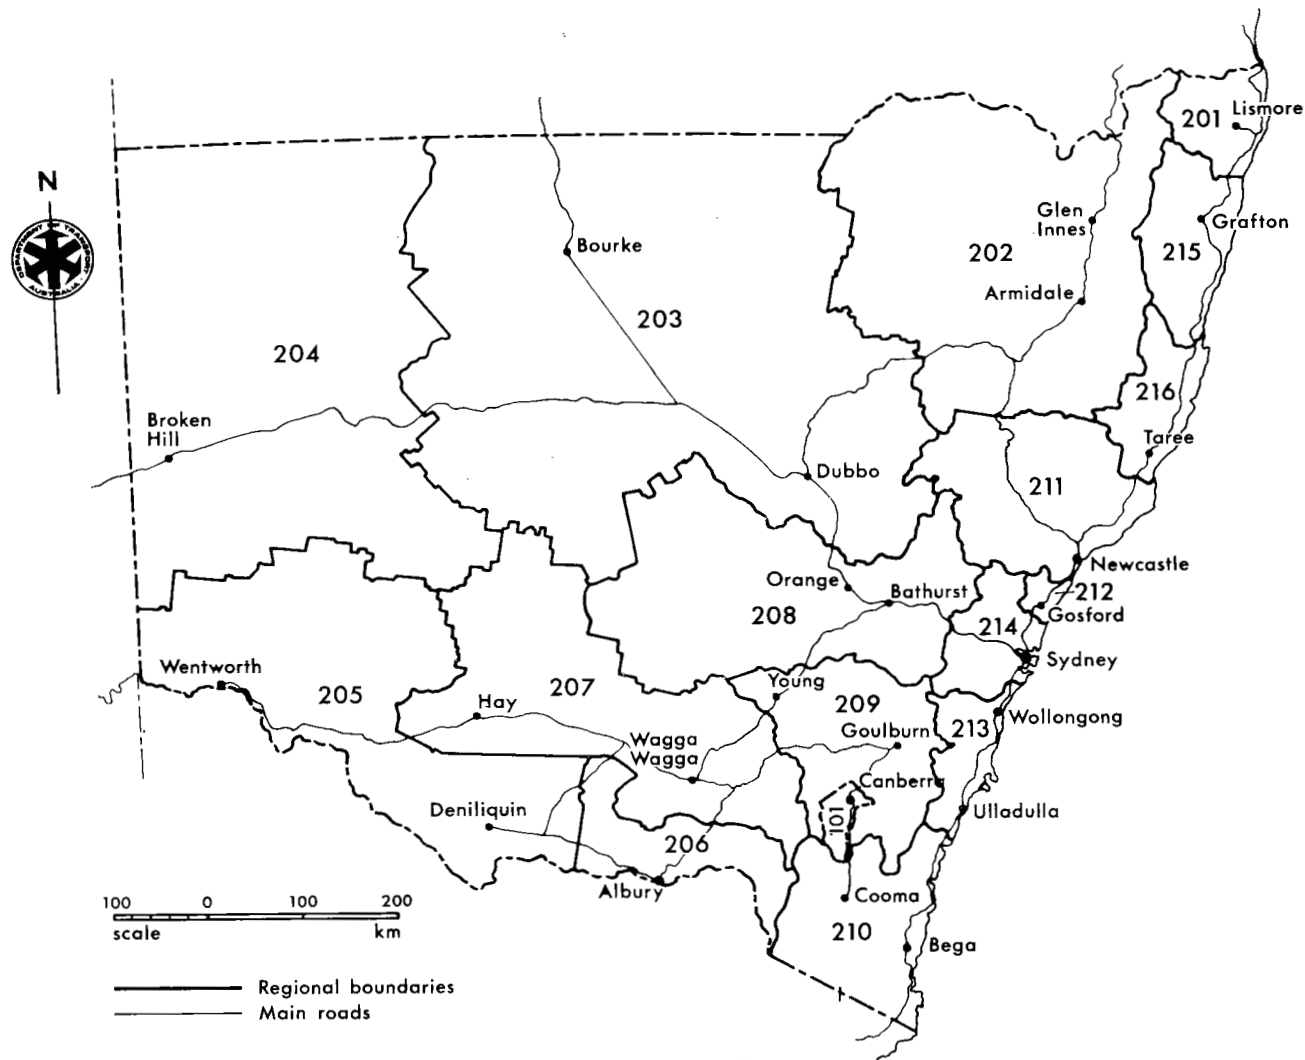 Lismore
201
N
DEPARTMENT OF TRANSPORT
AUSTRALIA
Glen
Innes
Grafton
202
215
Bourke
Armidale
203
204
216
Broken
Hill
Taree
Dubbo
211
Newcastle
Orange
Bathurst
212
Gosford
208
214
Sydney
Wentworth
Young
205
207
Hay
209
Wollongong
213
Goulburn
Wagga
Wagga
Canberra
Deniliquin
101
Ulladulla
206
Albury
Cooma
100 0 100 200
scale km
210
Bega
Regional boundaries
Main roads